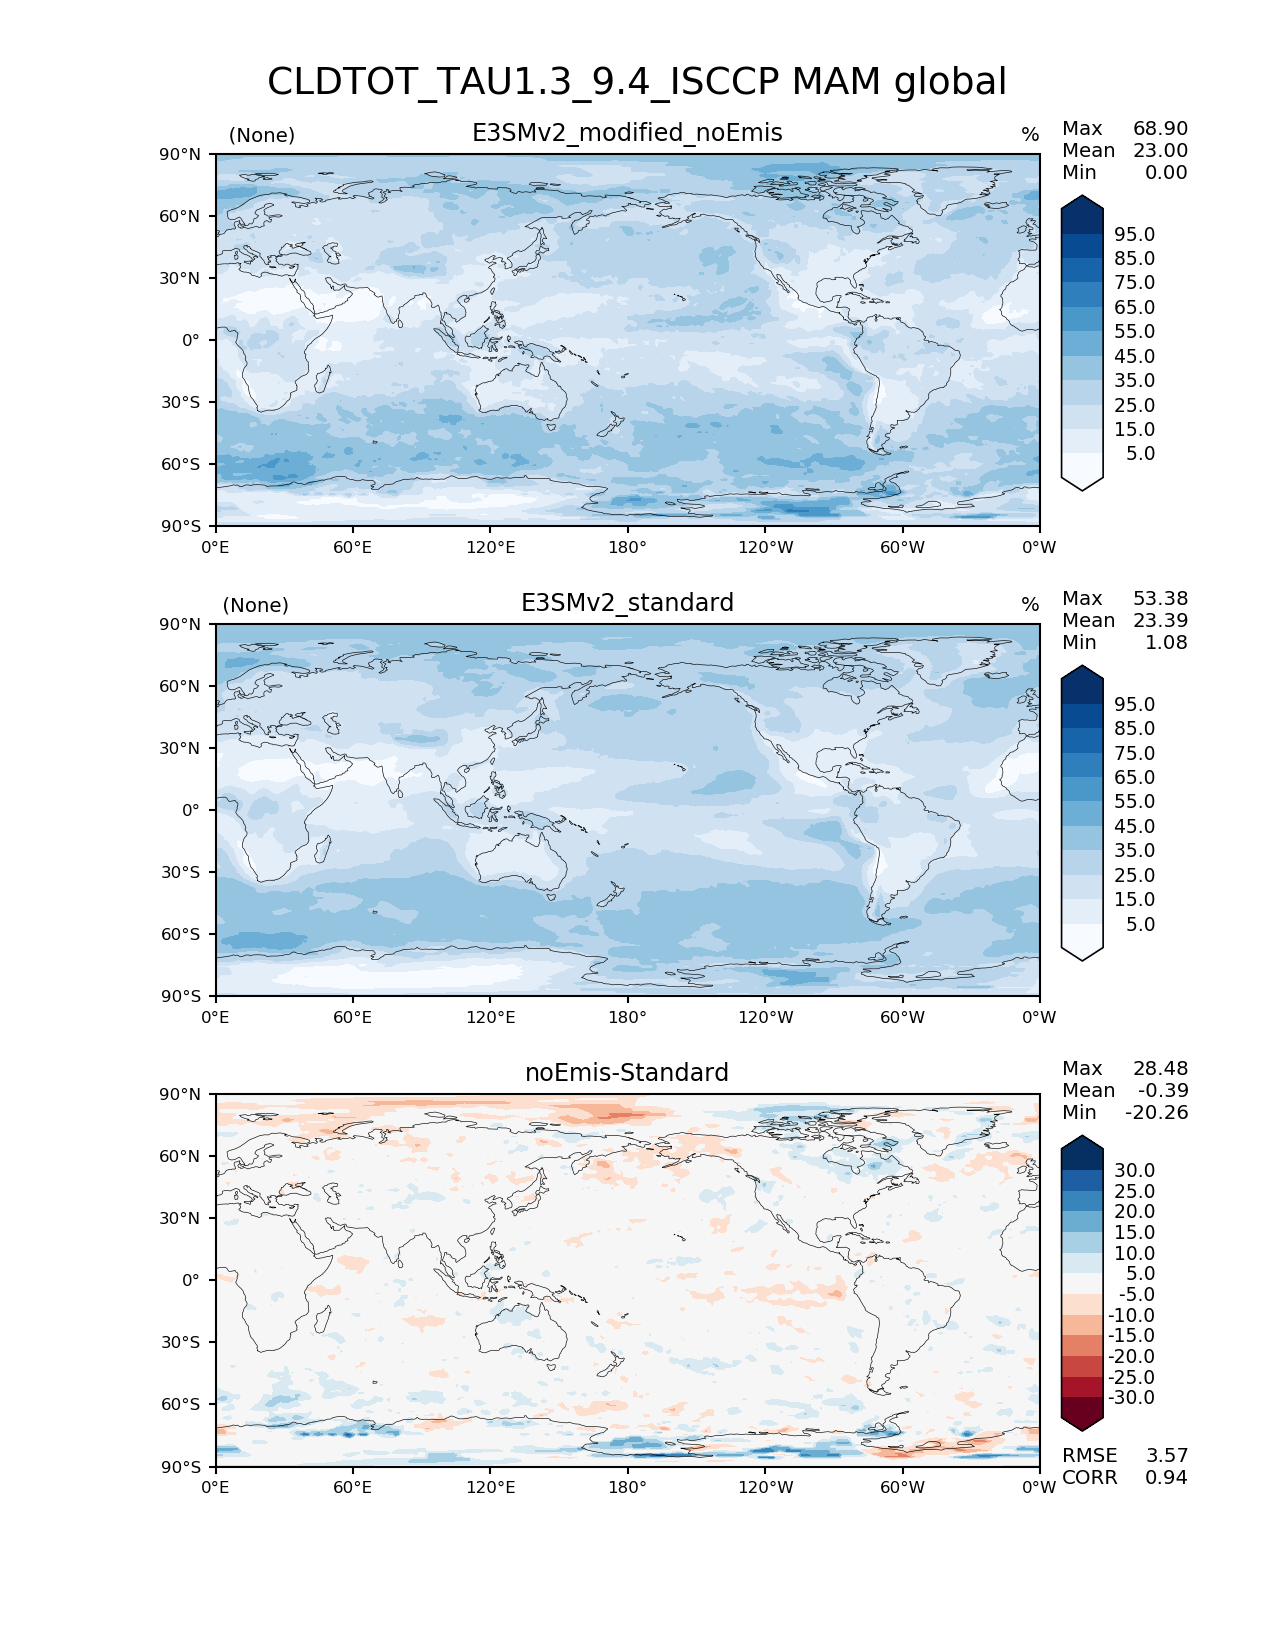 CLDTOT_TAU1.3_9.4_ISCCP MAM global
(None) E3SMv2_modified_noEmis %
Max 68.90
Mean 23.00
Min 0.00
90°N
60°N
30°N
0°
30°S
60°S
90°S
0°E 60°E 120°E 180° 120°W 60°W 0°W
95.0
85.0
75.0
65.0
55.0
45.0
35.0
25.0
15.0
5.0
(None) E3SMv2_standard %
Max 53.38
Mean 23.39
Min 1.08
90°N
60°N
30°N
0°
30°S
60°S
90°S
0°E 60°E 120°E 180° 120°W 60°W 0°W
95.0
85.0
75.0
65.0
55.0
45.0
35.0
25.0
15.0
5.0
noEmis-Standard
Max 28.48
Mean -0.39
Min -20.26
90°N
60°N
30°N
0°
30°S
60°S
90°S
0°E 60°E 120°E 180° 120°W 60°W 0°W
30.0
25.0
20.0
15.0
10.0
5.0
-5.0
-10.0
-15.0
-20.0
-25.0
-30.0
RMSE 3.57
CORR 0.94